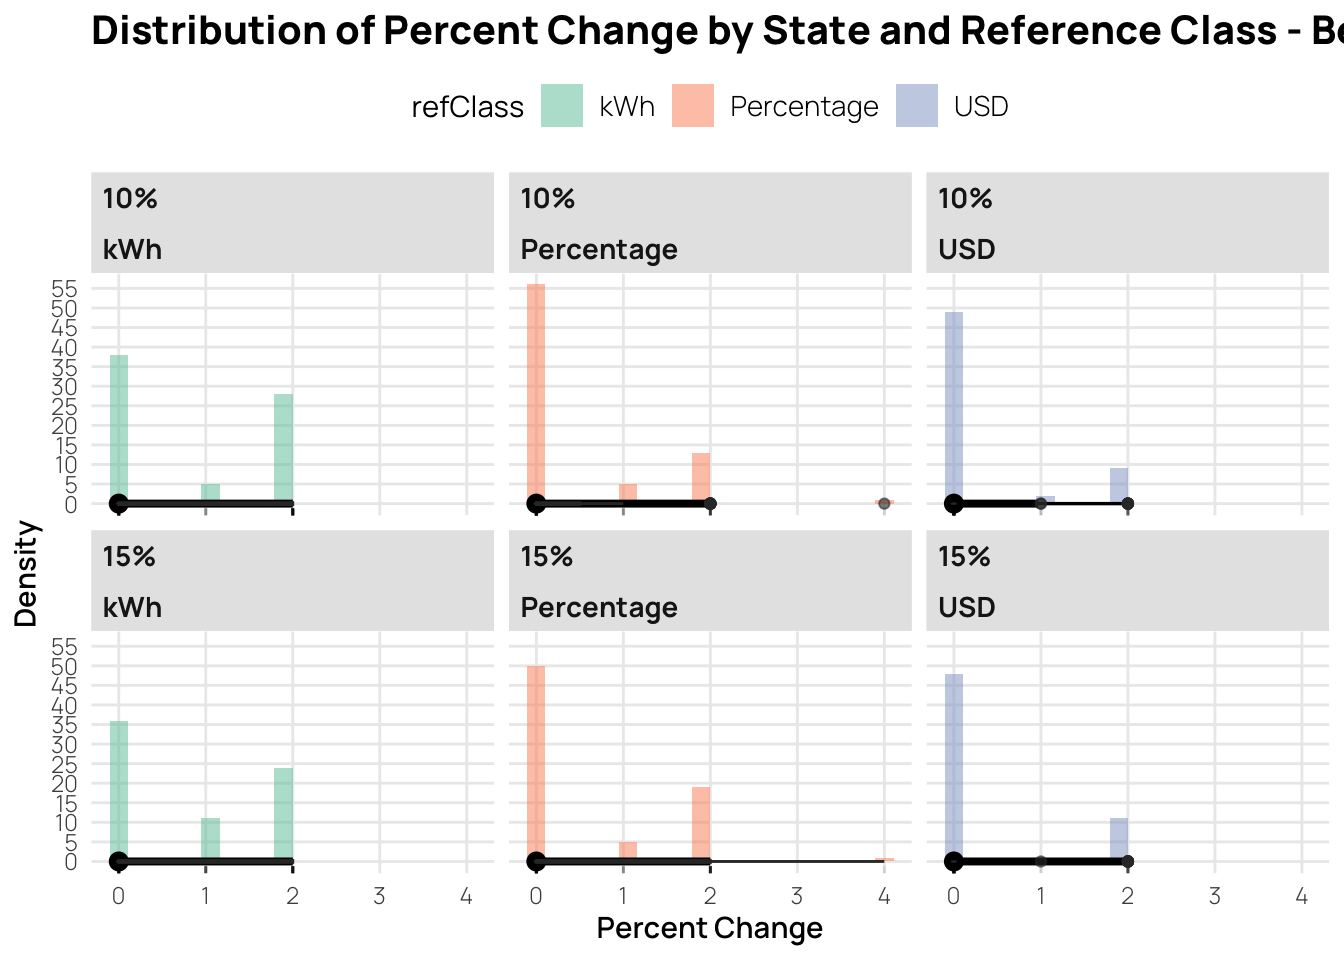 Distribution of Percent Change by State and Reference Class - Be
refClass kWh Percentage USD
10% 10% 10%
kWh Percentage USD
55
50
45
40
35
30
25
20
15
10
5
0
Density
15% 15% 15%
kWh Percentage USD
55
50
45
40
35
30
25
20
15
10
5
0
0 1 2 3 4 0 1 2 3 4 0 1 2 3 4
Percent Change